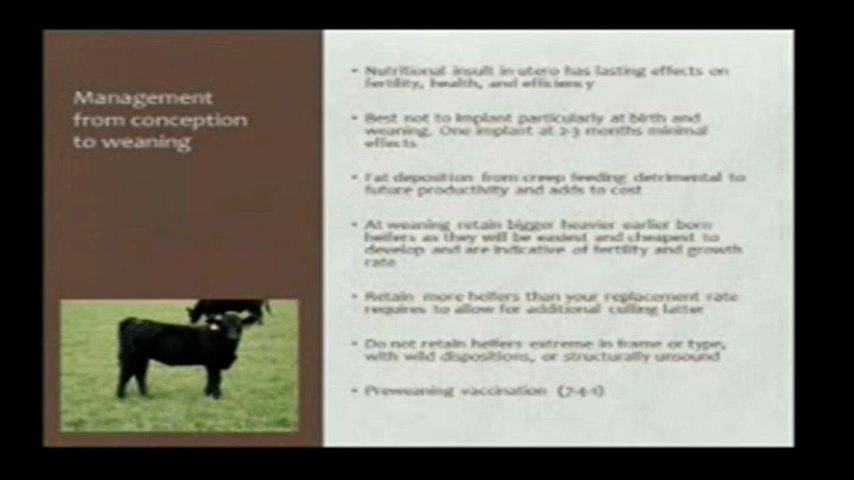 Management
from conception
to weaning
• Nutritional insult in utero has lasting effects on
fertility, health, and efficiency
• Best not to implant particularly at birth and
weaning. One implant at 2-3 months minimal
effects
• Fat deposition from creep feeding detrimental to
future productivity and adds to cost
• At weaning retain bigger heavier earlier born
heifers as they will be easiest and cheapest to
develop and are indicative of fertility and growth
rate
• Retain more heifers than your replacement rate
requires to allow for additional culling latter
• Do not retain heifers extreme in frame or type,
with wild dispositions, or structurally unsound
• Preweaning vaccination (7-4-1)